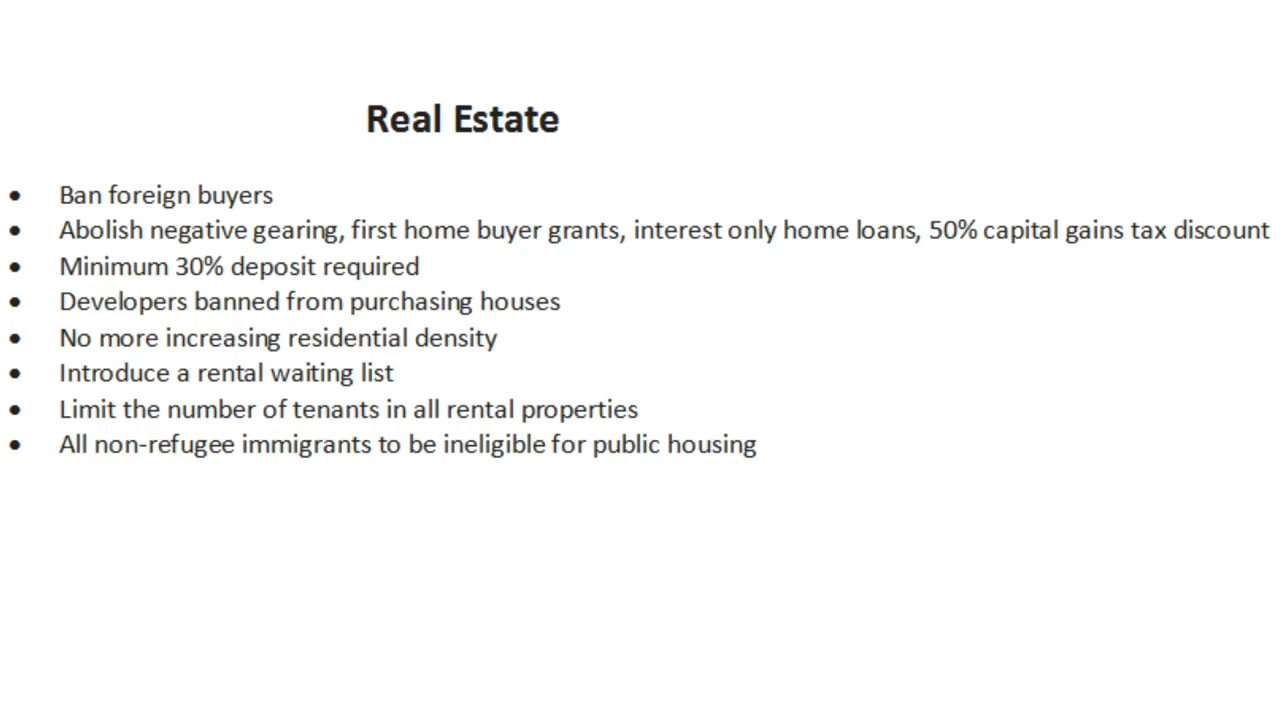 Real Estate
• Ban foreign buyers
• Abolish negative gearing, first home buyer grants, interest only home loans, 50% capital gains tax discount
• Minimum 30% deposit required
• Developers banned from purchasing houses
• No more increasing residential density
• Introduce a rental waiting list
• Limit the number of tenants in all rental properties
• All non-refugee immigrants to be ineligible for public housing